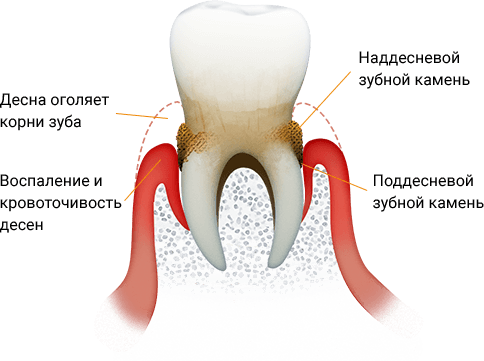 Десна оголяет
корни зуба
Воспаление и
кровоточивость
десен
Наддесневой
зубной камень
Поддесневой
зубной камень